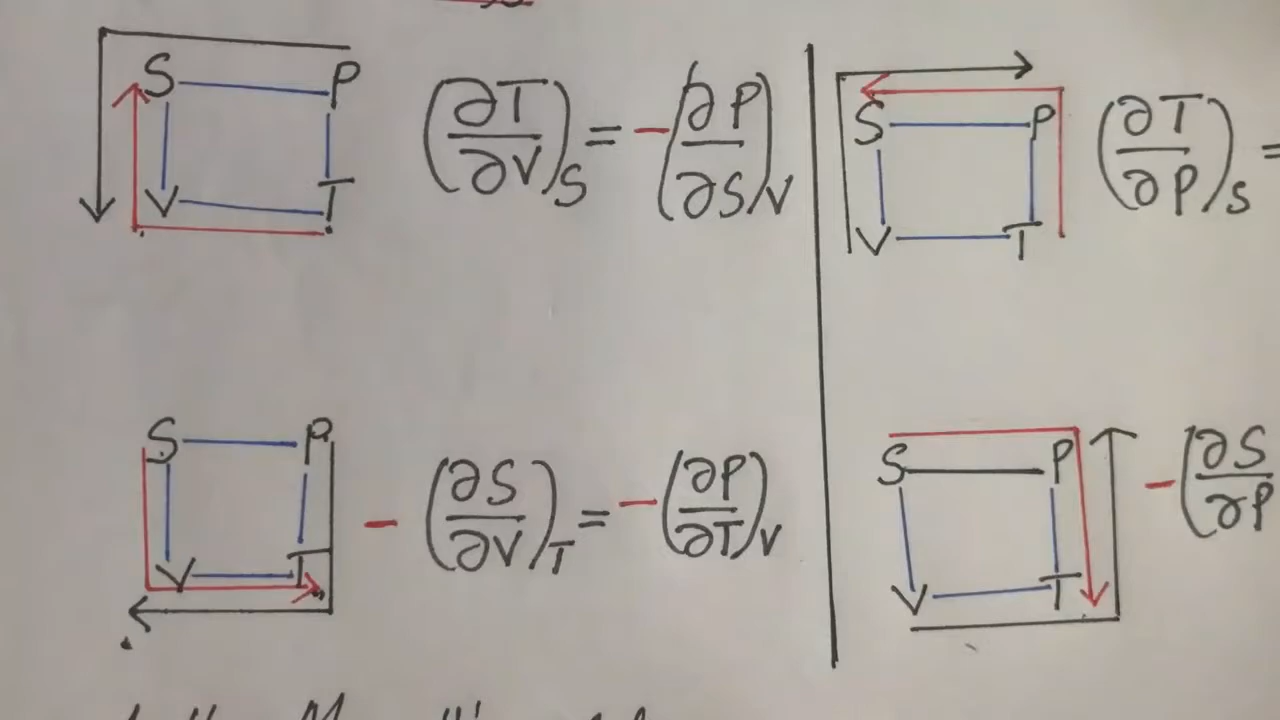 S P (∂T/∂V)_S = -(∂P/∂S)_V
V T
S P (∂T/∂P)_S =
V T
S P - (∂S/∂V)_T = -(∂P/∂T)_V
V T
S P - (∂S/∂P
V T